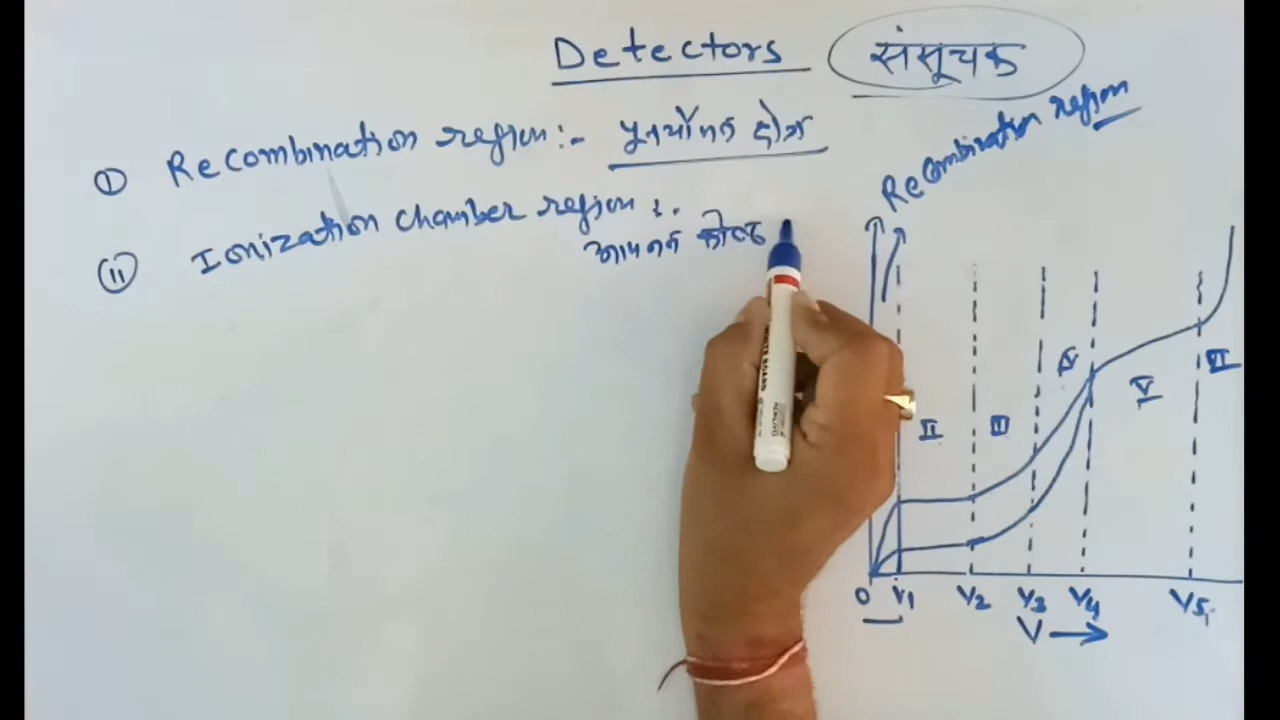 Detectors संसूचक
① Recombination region :- पुनर्योजन क्षेत्र
ⅱ Ionization chamber region :-
आयनन कोष्ठ
Recombination region
II III IV V VI
0 V1 V2 V3 V4 V5
V →